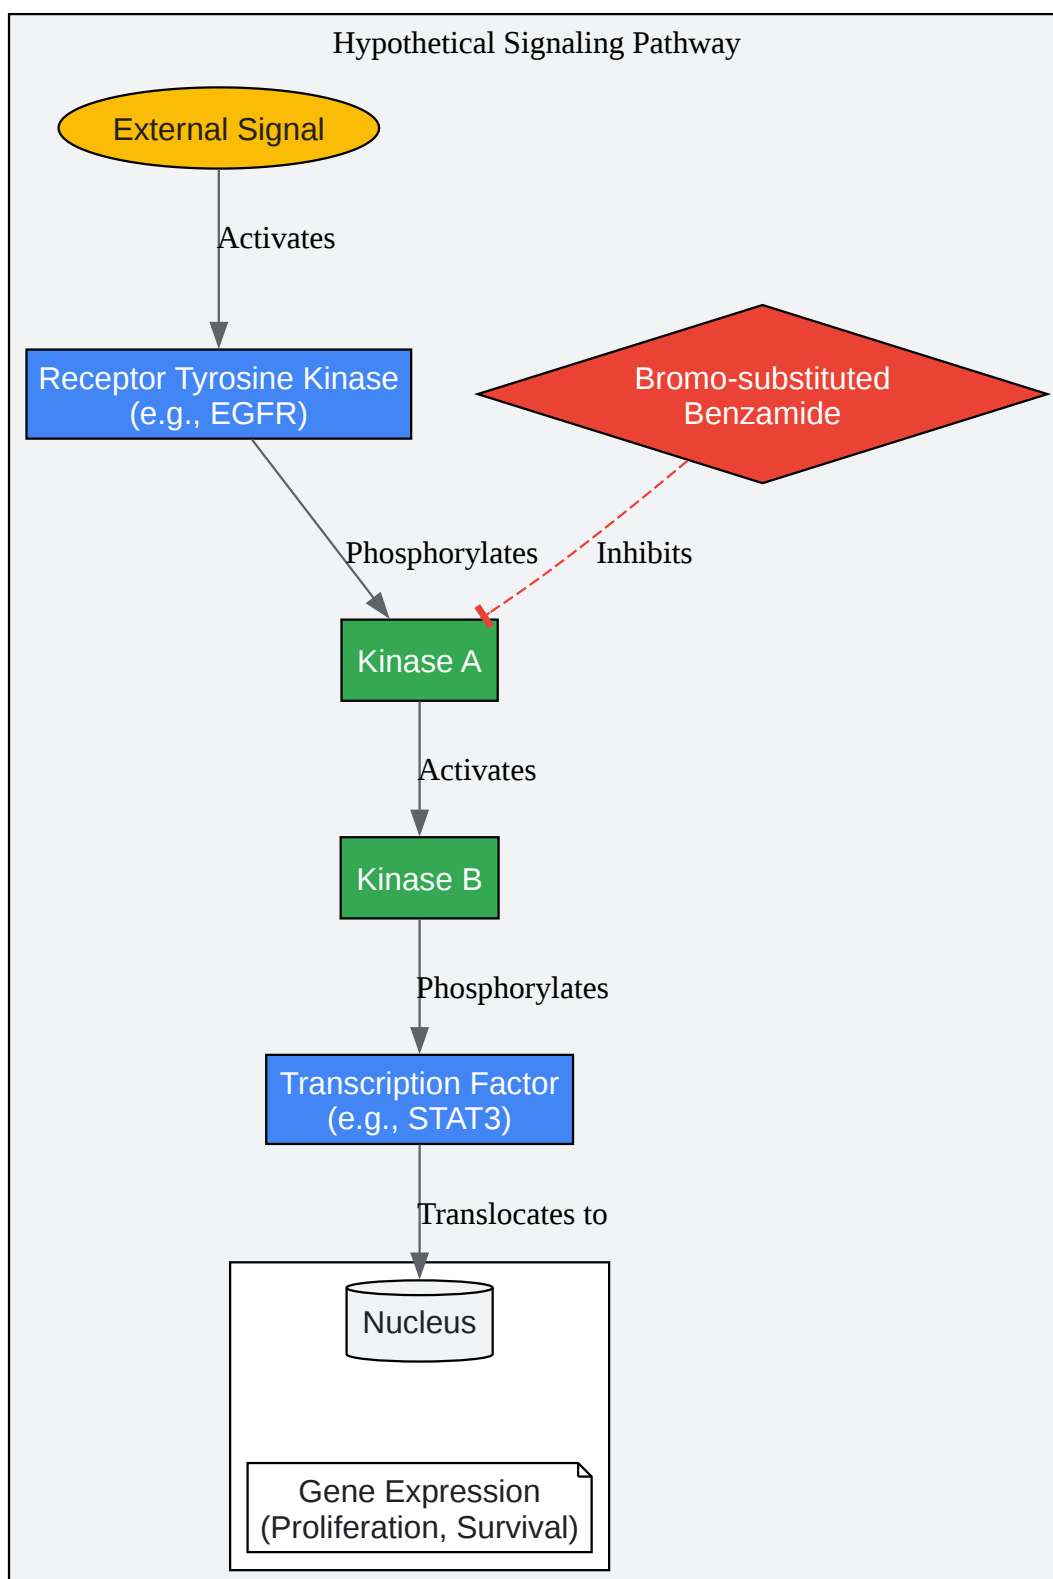 Hypothetical Signaling Pathway
External Signal
Activates
Receptor Tyrosine Kinase
(e.g., EGFR)
Bromo-substituted
Benzamide
Phosphorylates
Inhibits
Kinase A
Activates
Kinase B
Phosphorylates
Transcription Factor
(e.g., STAT3)
Translocates to
Nucleus
Gene Expression
(Proliferation, Survival)